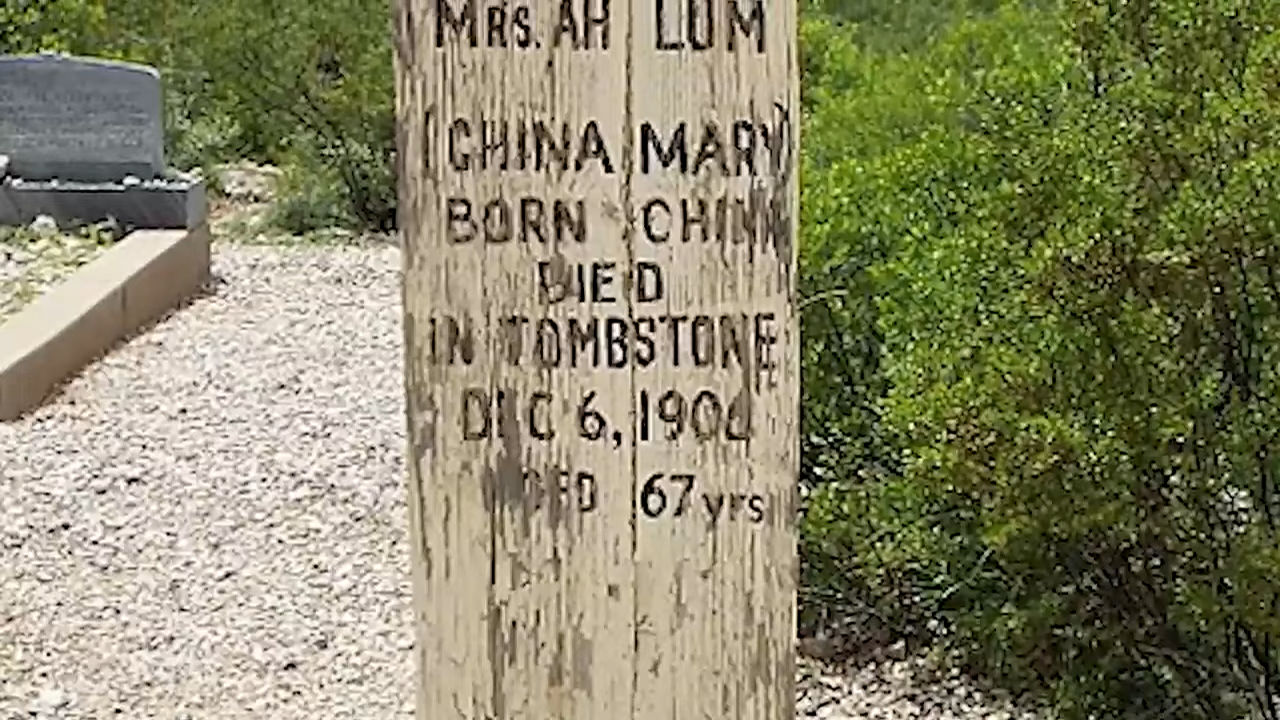 MRS. AH LUM
(CHINA MARY)
BORN CHINA
DIED
IN TOMBSTONE
DEC 6, 1906
AGED 67 yrs